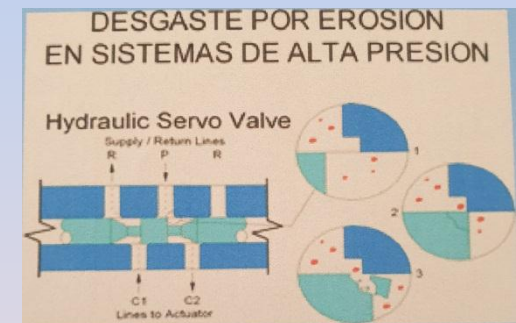 DESGASTE POR EROSION
EN SISTEMAS DE ALTA PRESION
Hydraulic Servo Valve
Supply / Return Lines
R P R
1
2
3
C1 C2
Lines to Actuator